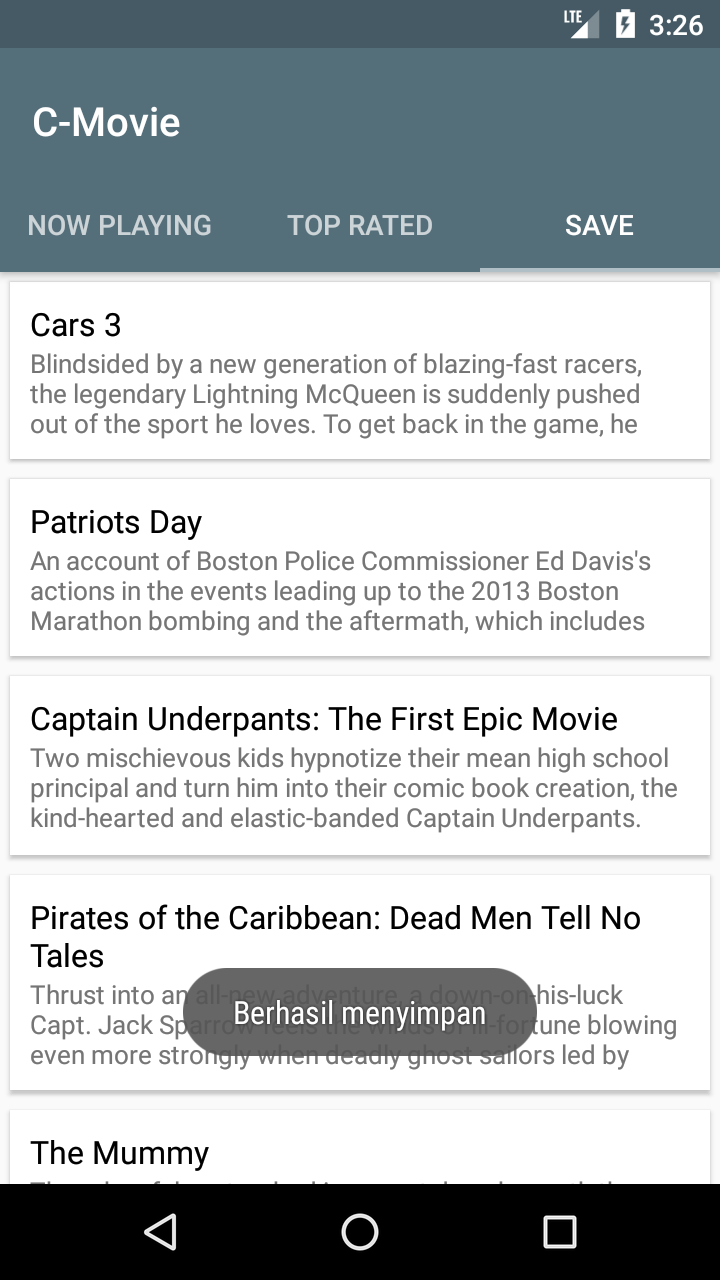 LTE 3:26
C-Movie
NOW PLAYING TOP RATED SAVE
Cars 3
Blindsided by a new generation of blazing-fast racers,
the legendary Lightning McQueen is suddenly pushed
out of the sport he loves. To get back in the game, he
Patriots Day
An account of Boston Police Commissioner Ed Davis's
actions in the events leading up to the 2013 Boston
Marathon bombing and the aftermath, which includes
Captain Underpants: The First Epic Movie
Two mischievous kids hypnotize their mean high school
principal and turn him into their comic book creation, the
kind-hearted and elastic-banded Captain Underpants.
Pirates of the Caribbean: Dead Men Tell No
Tales
Thrust into an all-new adventure, a down-on-his-luck
Capt. Jack Sparrow feels the winds of ill-fortune blowing
even more strongly when deadly ghost sailors led by
Berhasil menyimpan
The Mummy